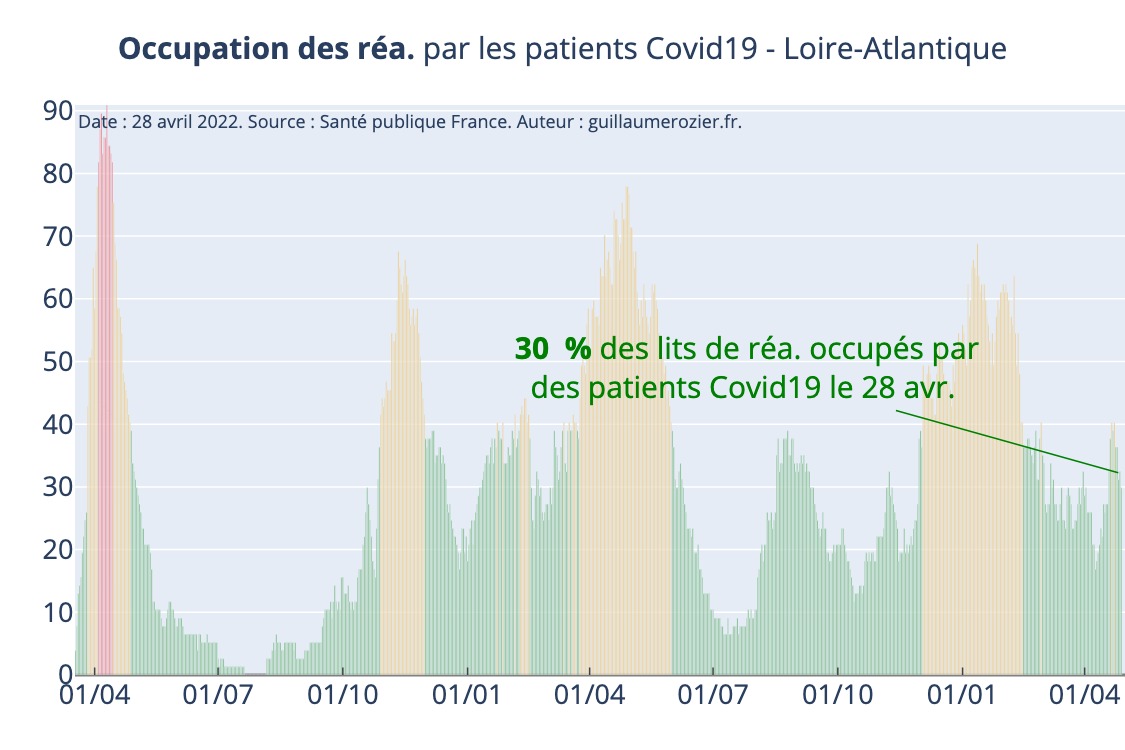 Occupation des réa. par les patients Covid19 - Loire-Atlantique
Date : 28 avril 2022. Source : Santé publique France. Auteur : guillaumerozier.fr.
90
80
70
60
50
40
30
20
10
0
30 % des lits de réa. occupés par
des patients Covid19 le 28 avr.
01/04 01/07 01/10 01/01 01/04 01/07 01/10 01/01 01/04